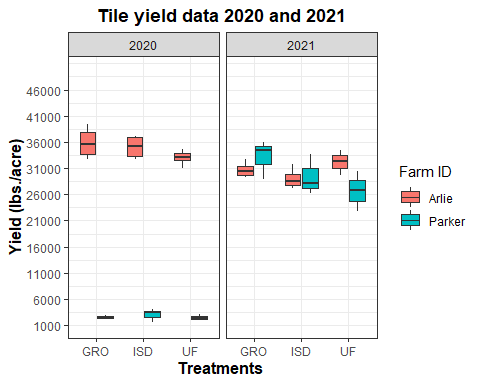 Tile yield data 2020 and 2021
2020
2021
46000
41000
36000
31000
26000
21000
16000
11000
6000
1000
Yield (lbs./acre)
GRO
ISD
UF
GRO
ISD
UF
Treatments
Farm ID
Arlie
Parker